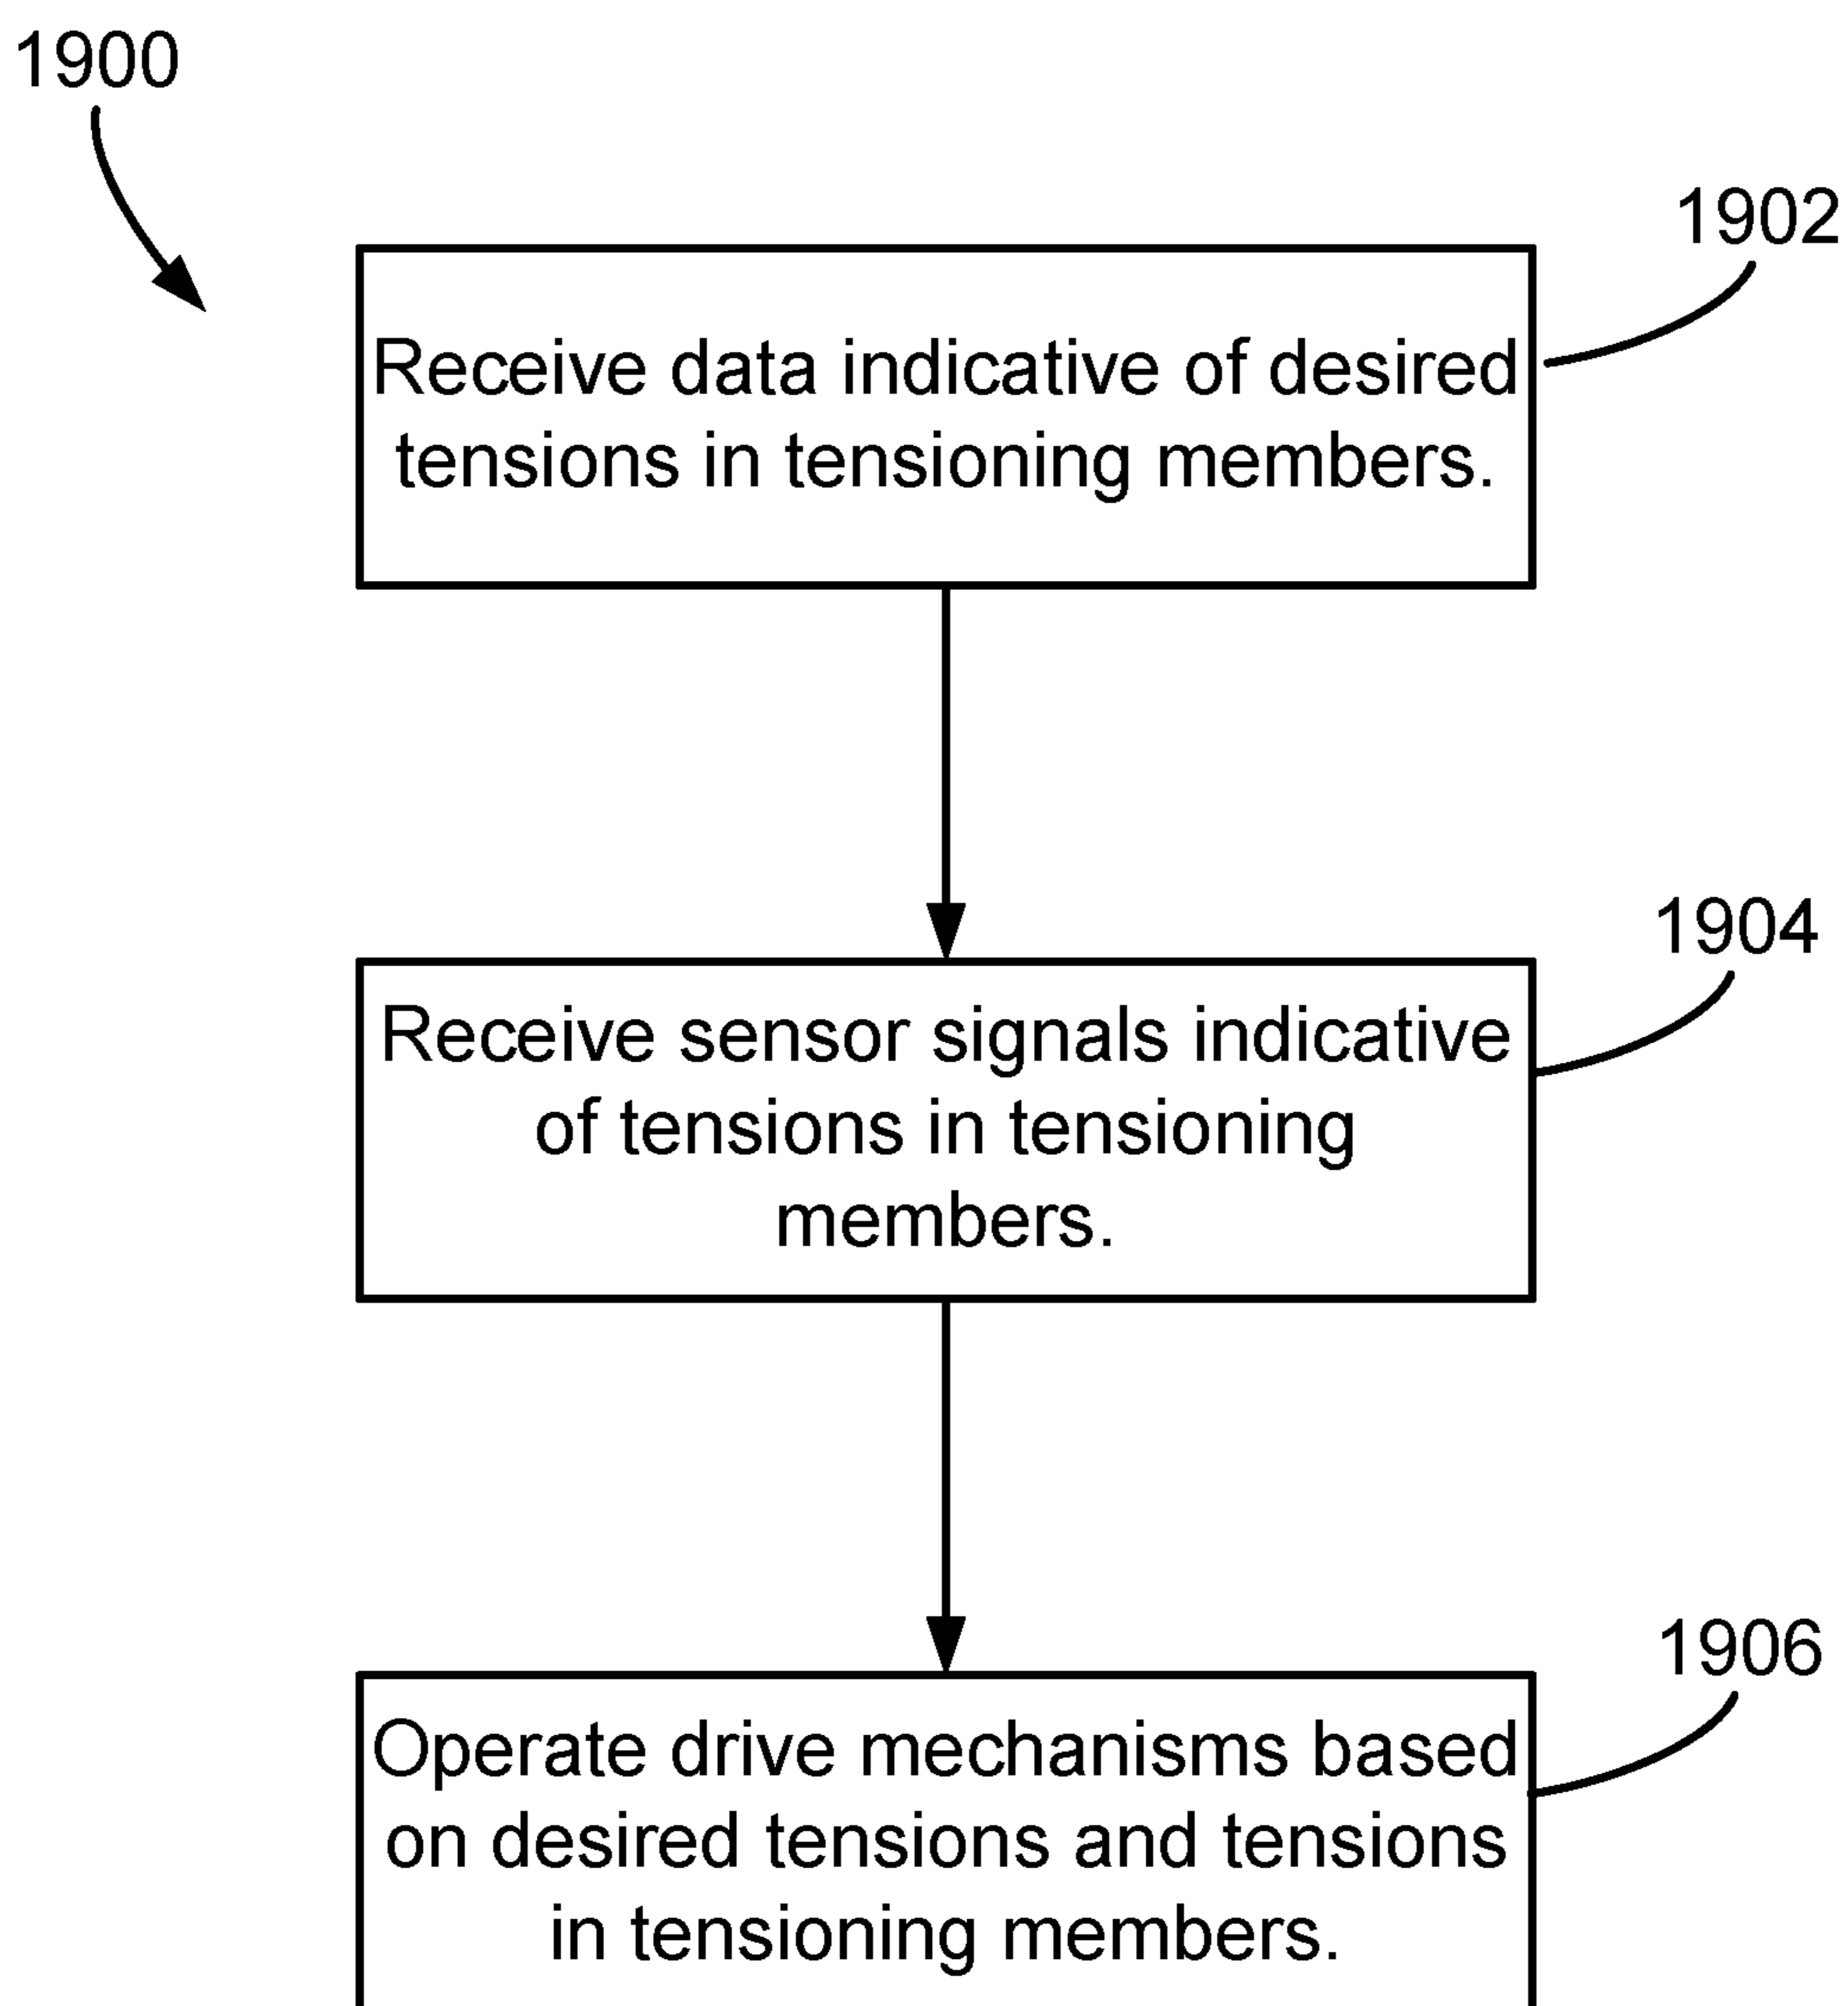 1900
1902
Receive data indicative of desired
tensions in tensioning members.
1904
Receive sensor signals indicative
of tensions in tensioning
members.
1906
Operate drive mechanisms based
on desired tensions and tensions
in tensioning members.